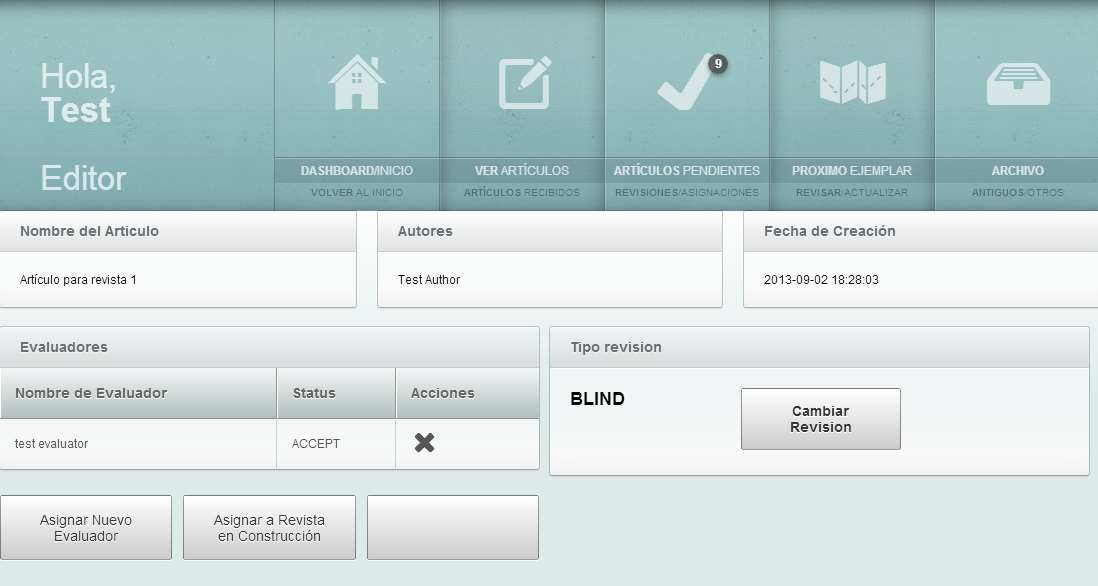 Hola,
Test
Editor
9
DASHBOARD/INICIO
VOLVER AL INICIO
VER ARTÍCULOS
ARTÍCULOS RECIBIDOS
ARTÍCULOS PENDIENTES
REVISIONES/ASIGNACIONES
PROXIMO EJEMPLAR
REVISAR/ACTUALIZAR
ARCHIVO
ANTIGUOS/OTROS
Nombre del Articulo
Artículo para revista 1
Autores
Test Author
Fecha de Creación
2013-09-02 18:28:03
Evaluadores
Nombre de Evaluador
Status
Acciones
test evaluator
ACCEPT
Tipo revision
BLIND
Cambiar
Revision
Asignar Nuevo
Evaluador
Asignar a Revista
en Construcción